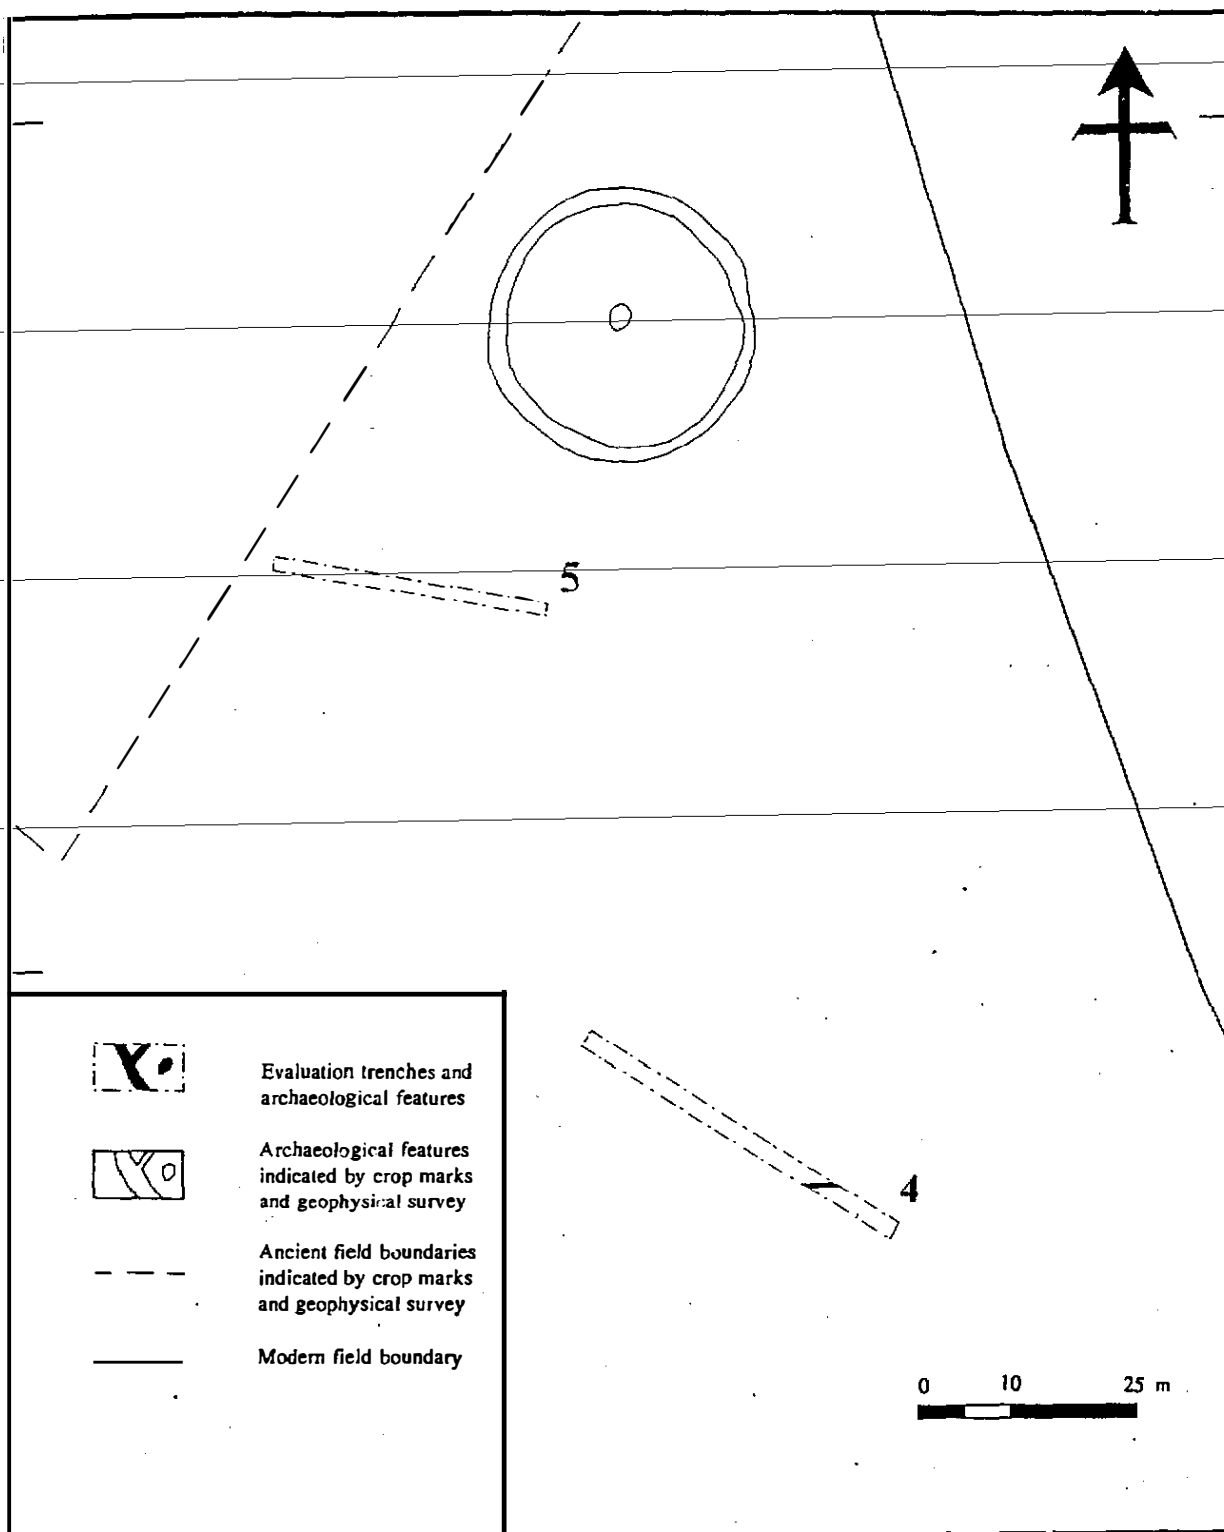 5
Evaluation trenches and
archaeological features
Archaeological features
indicated by crop marks
and geophysical survey
4
Ancient field boundaries
indicated by crop marks
and geophysical survey
Modern field boundary
0 10 25 m